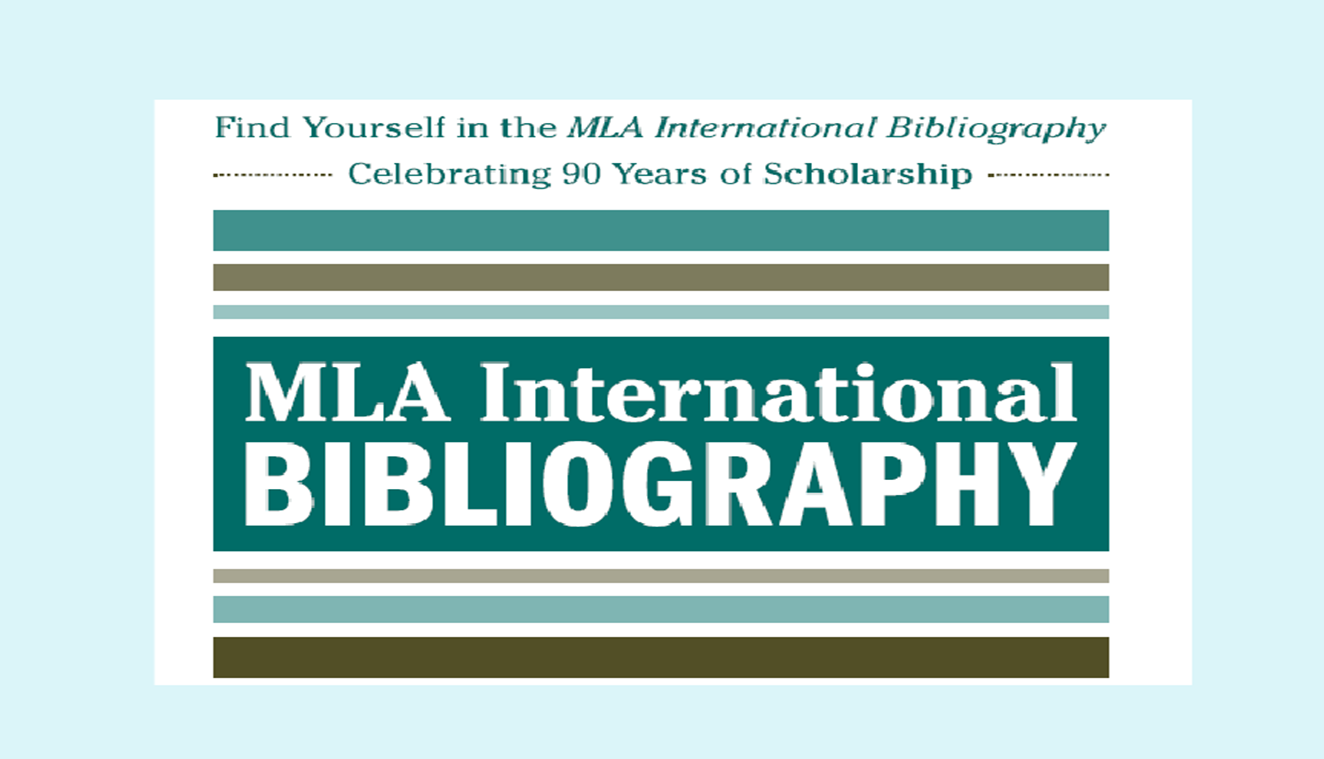 Find Yourself in the MLA International Bibliography
Celebrating 90 Years of Scholarship
MLA International
BIBLIOGRAPHY